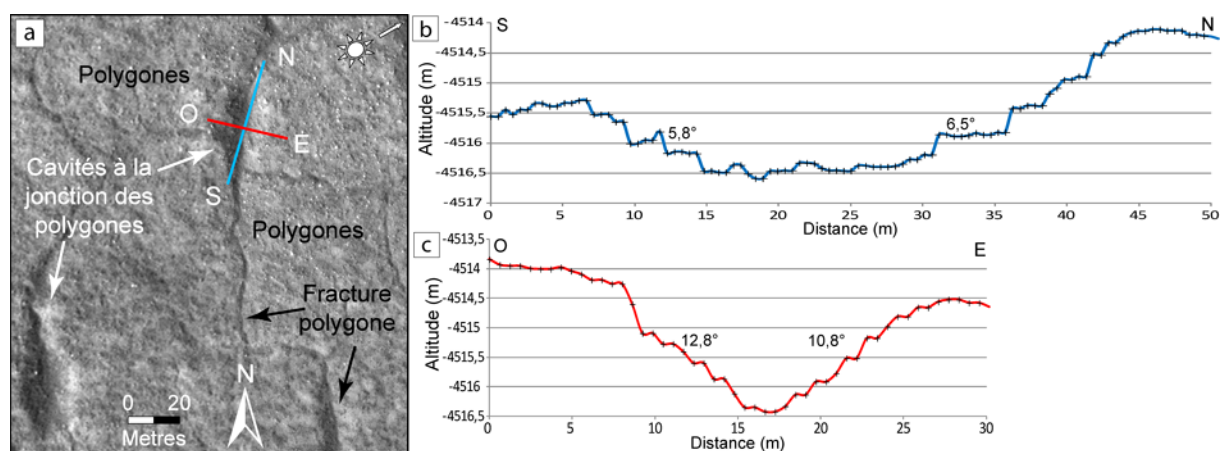 a
N
Polygones
O
E
Cavités à la
jonction des
polygones
S
Polygones
Fracture
polygone
N
0 20
Metres
b
S
N
Altitude (m)
-4514
-4514,5
-4515
-4515,5
-4516
-4516,5
-4517
5,8°
6,5°
0 5 10 15 20 25 30 35 40 45 50
Distance (m)
c
O
E
Altitude (m)
-4513,5
-4514
-4514,5
-4515
-4515,5
-4516
-4516,5
12,8°
10,8°
0 5 10 15 20 25 30
Distance (m)